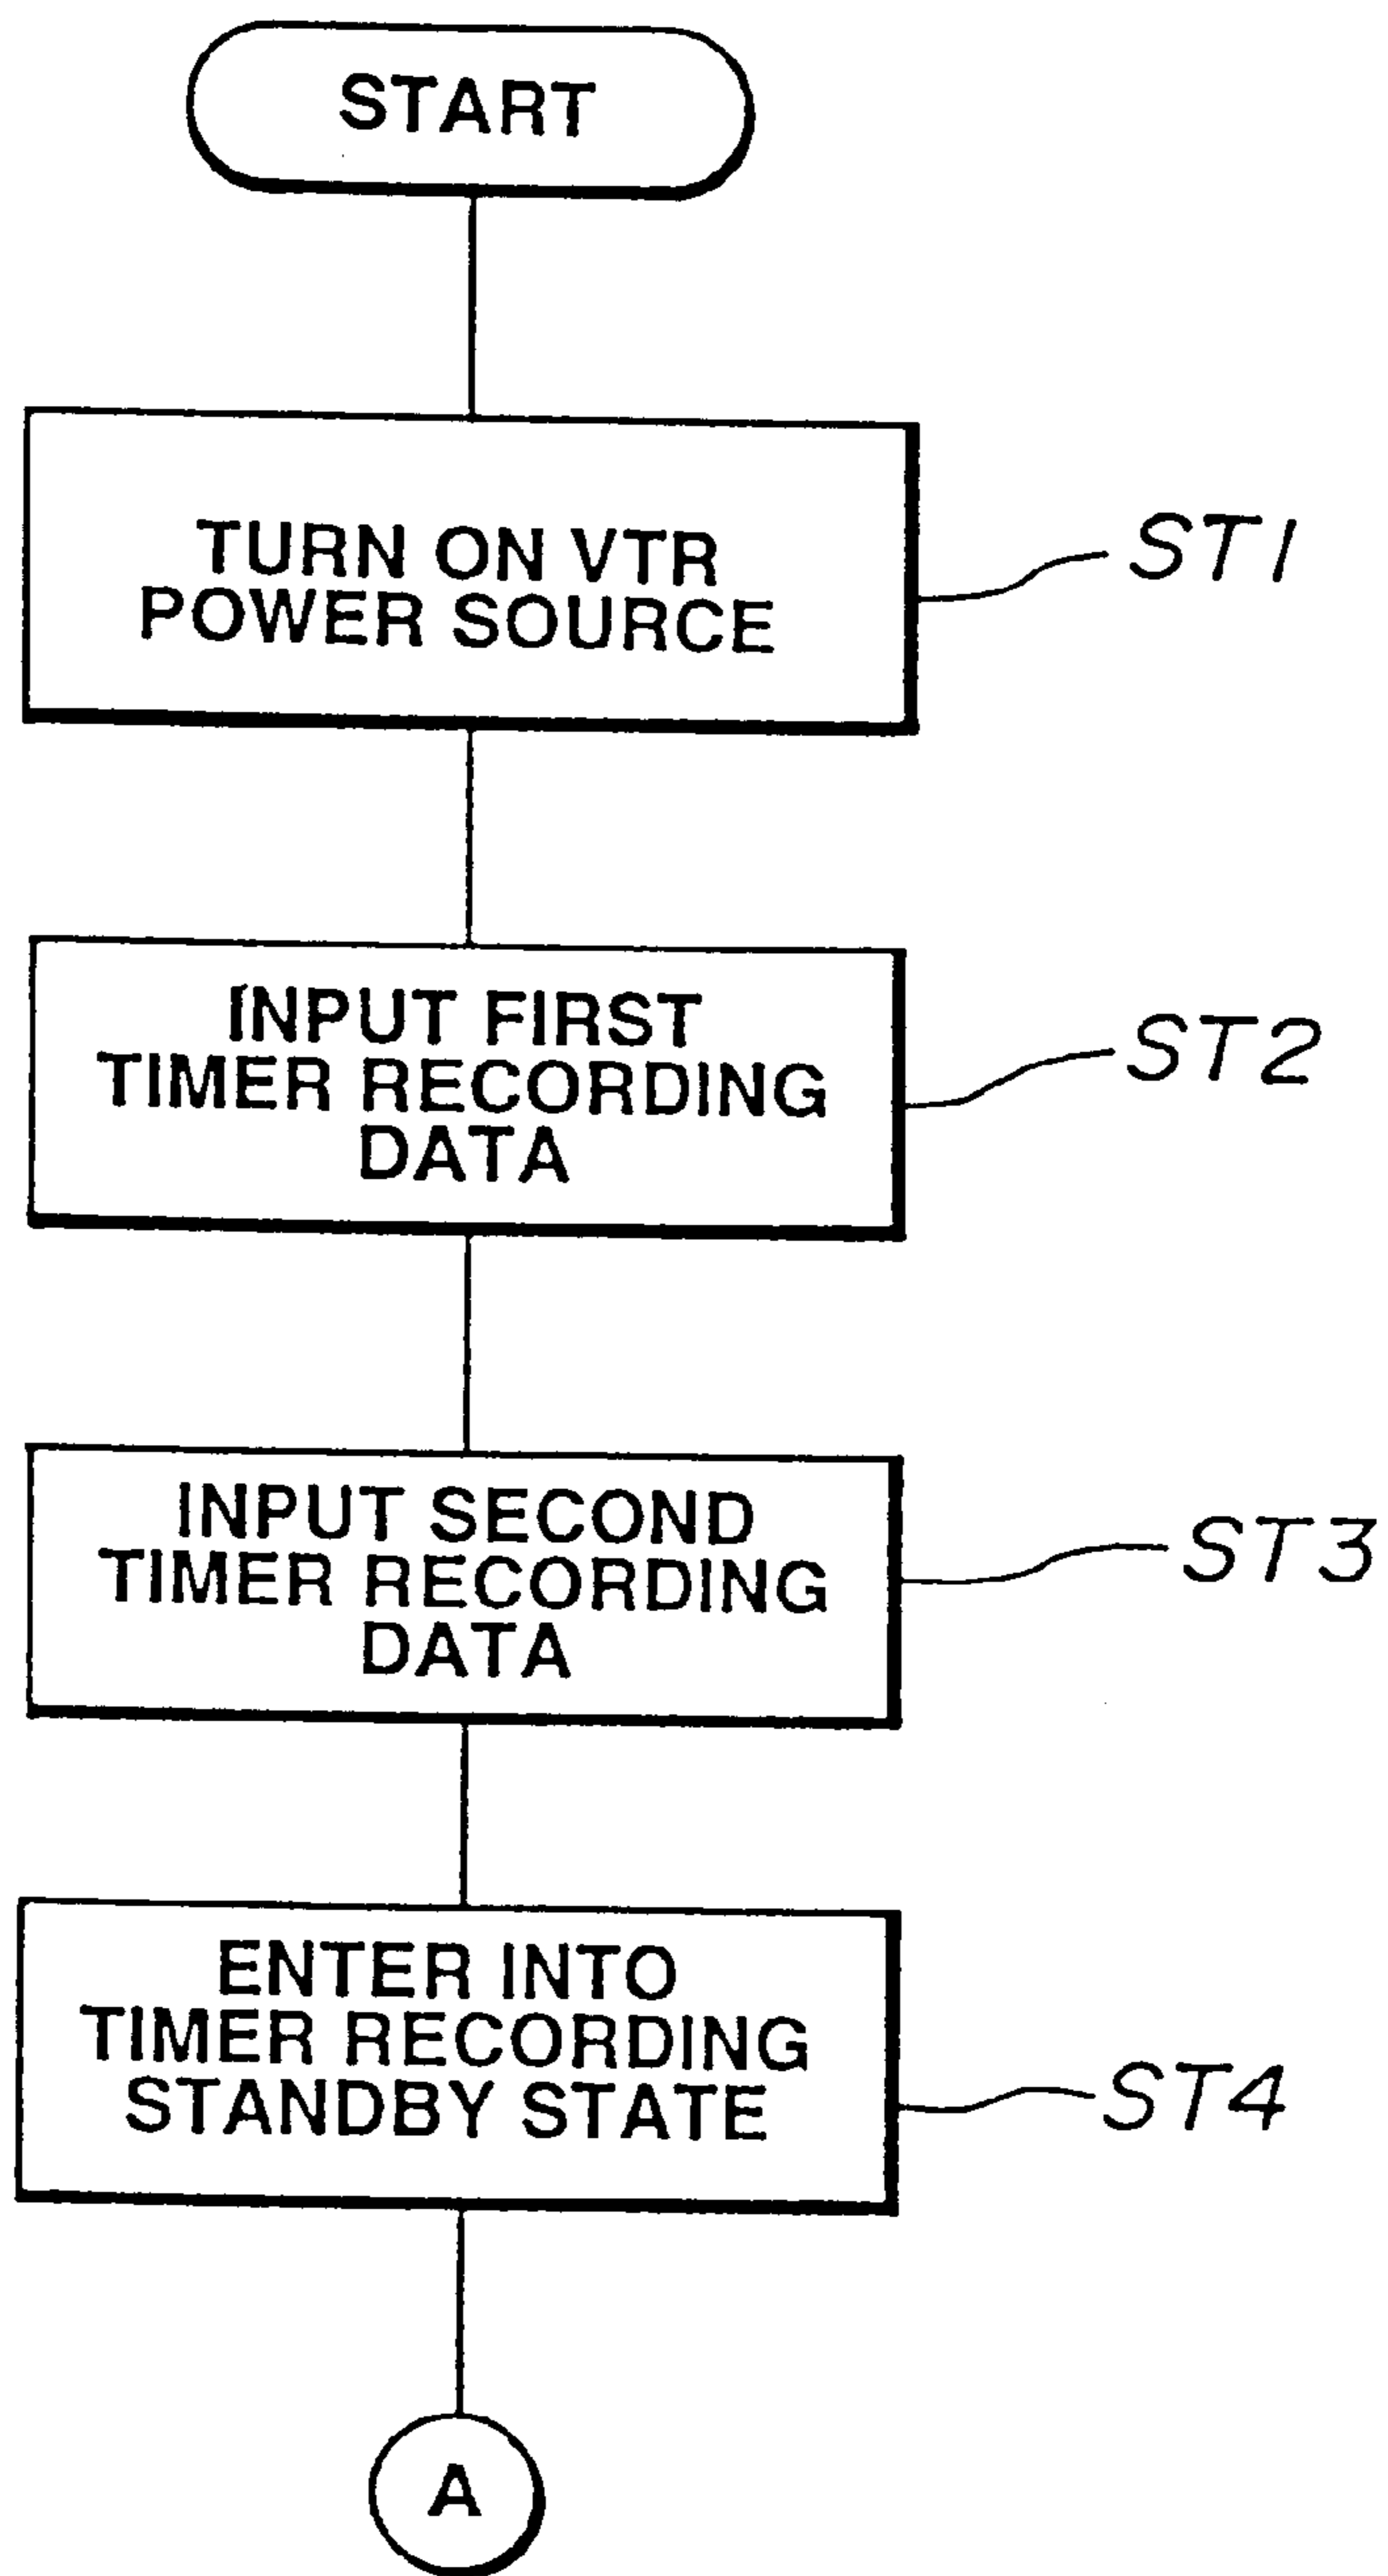 START
TURN ON VTR
POWER SOURCE
ST1
INPUT FIRST
TIMER RECORDING
DATA
ST2
INPUT SECOND
TIMER RECORDING
DATA
ST3
ENTER INTO
TIMER RECORDING
STANDBY STATE
ST4
A